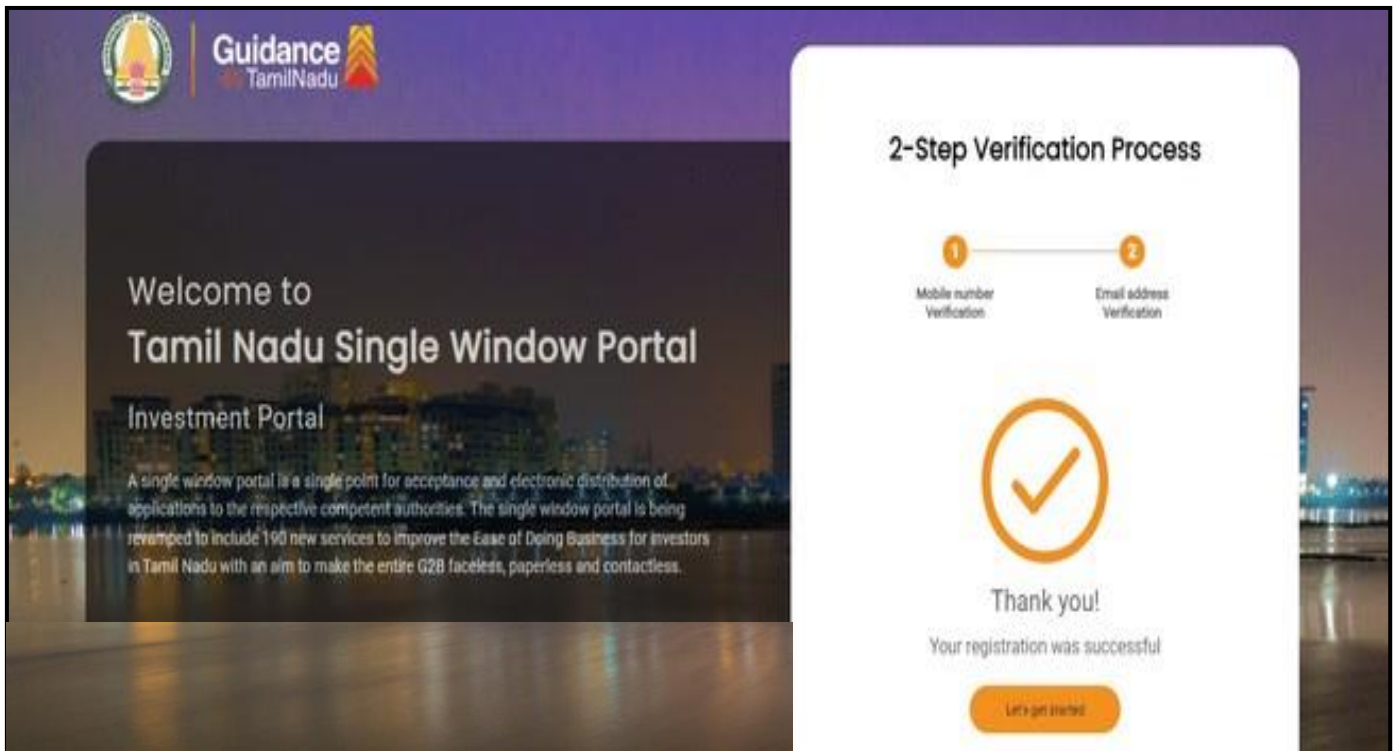 Guidance
TamilNadu
Welcome to
Tamil Nadu Single Window Portal
Investment Portal
A single window portal is a single point for acceptance and electronic distribution of
applications to the respective competent authorities. The single window portal is being
revamped to include 190 new services to improve the Ease of Doing Business for investors
in Tamil Nadu with an aim to make the entire G2B faceless, paperless and contactless.
2-Step Verification Process
1
2
Mobile number
Verification
Email address
Verification
Thank you!
Your registration was successful
Let's get started